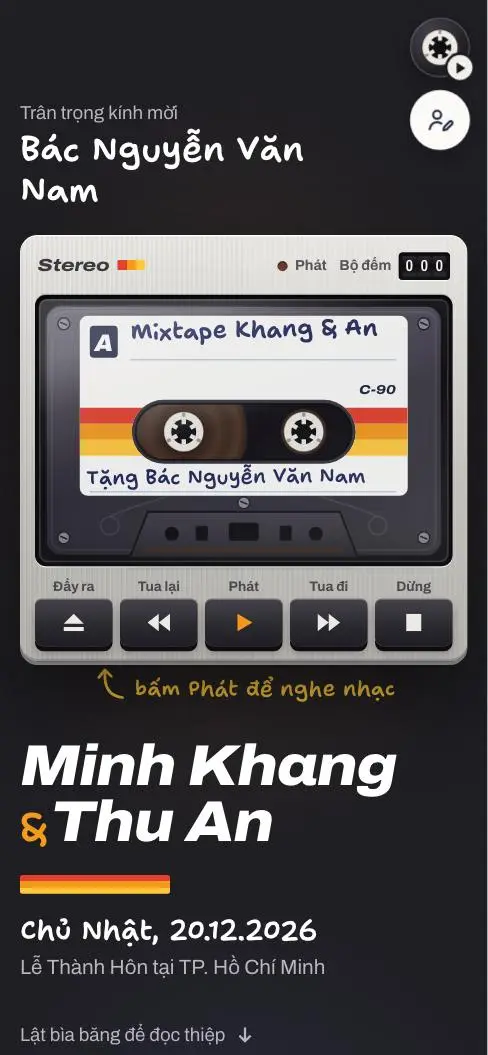 Trân trọng kính mời
Bác Nguyễn Văn
Nam
Stereo
Phát
Bộ đếm
000
A
Mixtape Khang & An
C-90
Tặng Bác Nguyễn Văn Nam
Đẩy ra
Tua lại
Phát
Tua đi
Dừng
bấm Phát để nghe nhạc
Minh Khang
& Thu An
Chủ Nhật, 20.12.2026
Lễ Thành Hôn tại TP. Hồ Chí Minh
Lật bìa băng để đọc thiệp